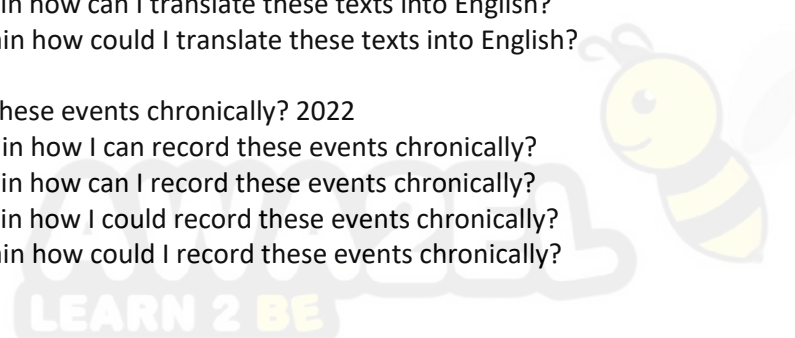 in how can I translate these texts into English?
in how could I translate these texts into English?
hese events chronically? 2022
in how I can record these events chronically?
in how can I record these events chronically?
in how I could record these events chronically?
in how could I record these events chronically?
AWA2EL
LEARN 2 BE